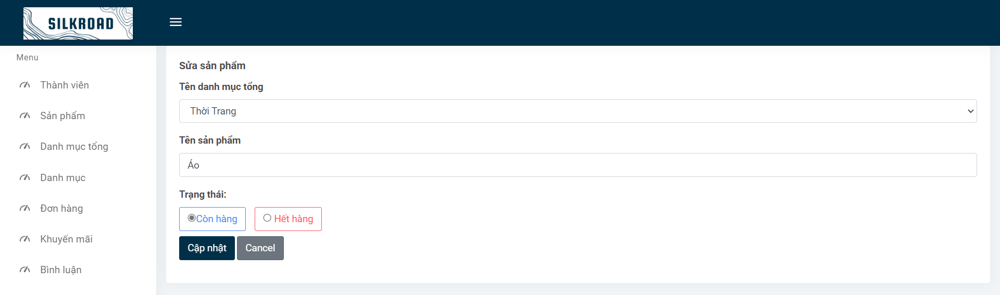 SILKROAD
Menu
Thành viên
Sản phẩm
Danh mục tổng
Danh mục
Đơn hàng
Khuyến mãi
Bình luận
Sửa sản phẩm
Tên danh mục tổng
Thời Trang
Tên sản phẩm
Áo
Trạng thái:
Còn hàng Hết hàng
Cập nhật Cancel